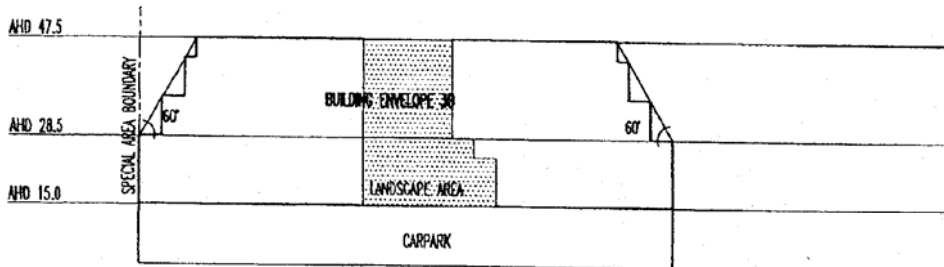 AHD 47.5
SPECIAL AREA BOUNDARY
BUILDING ENVELOPE 3B
60°
60°
AHD 28.5
AHD 15.0
LANDSCAPE AREA
CARPARK